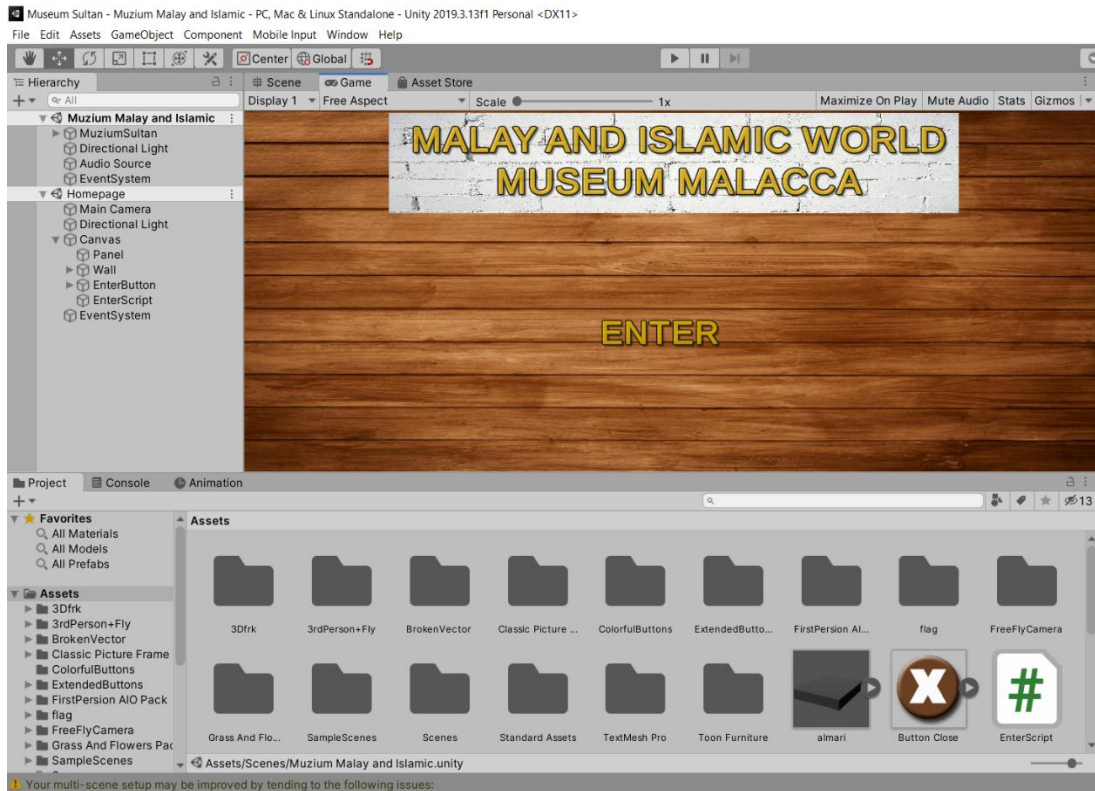 Museum Sultan - Muzium Malay and Islamic - PC, Mac & Linux Standalone - Unity 2019.3.13f1 Personal <DX11>
File Edit Assets GameObject Component Mobile Input Window Help
Center Global
Hierarchy
All
Muzium Malay and Islamic
MuziumSultan
Directional Light
Audio Source
EventSystem
Homepage
Main Camera
Directional Light
Canvas
Panel
Wall
EnterButton
EnterScript
EventSystem
Scene Game Asset Store
Display 1 Free Aspect Scale 1x Maximize On Play Mute Audio Stats Gizmos
MALAY AND ISLAMIC WORLD
MUSEUM MALACCA
ENTER
Project Console Animation
13
Favorites
All Materials
All Models
All Prefabs
Assets
3Dfrk
3rdPerson+Fly
BrokenVector
Classic Picture Frame
ColorfulButtons
ExtendedButtons
FirstPersion AIO Pack
flag
FreeFlyCamera
Grass And Flowers Pac
SampleScenes
Assets
3Dfrk 3rdPerson+Fly BrokenVector Classic Picture ... ColorfulButtons ExtendedButto... FirstPersion AI... flag FreeFlyCamera
X #
Grass And Flo... SampleScenes Scenes Standard Assets TextMesh Pro Toon Furniture almari Button Close EnterScript
Assets/Scenes/Muzium Malay and Islamic.unity
Your multi-scene setup may be improved by tending to the following issues: